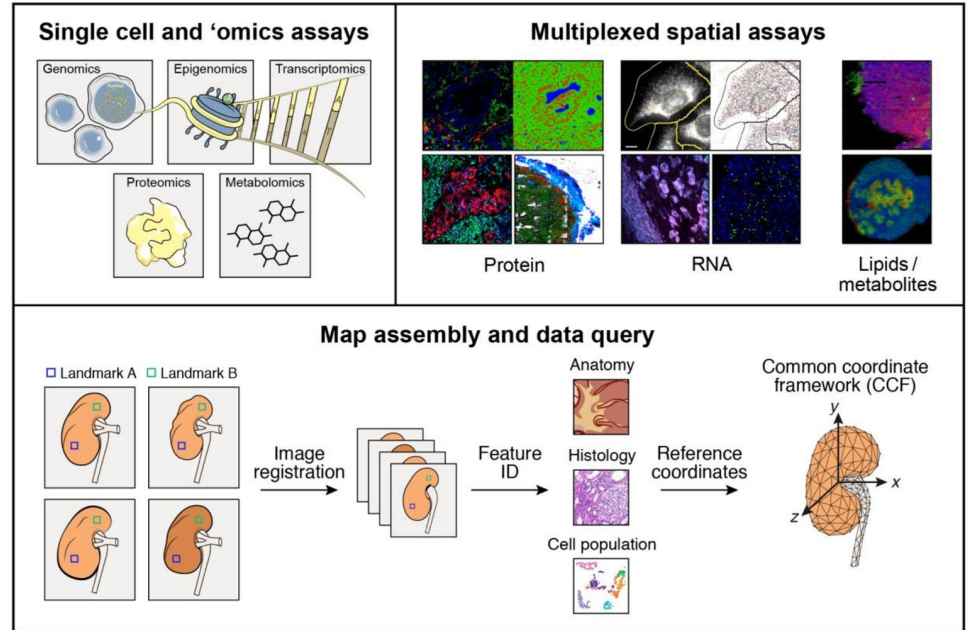 Single cell and ‘omics assays
Genomics
Epigenomics
Transcriptomics
Proteomics
Metabolomics
Multiplexed spatial assays
Protein
RNA
Lipids /
metabolites
Map assembly and data query
Landmark A
Landmark B
Image
registration
Feature
ID
Anatomy
Histology
Cell population
Reference
coordinates
Common coordinate
framework (CCF)
y
x
z